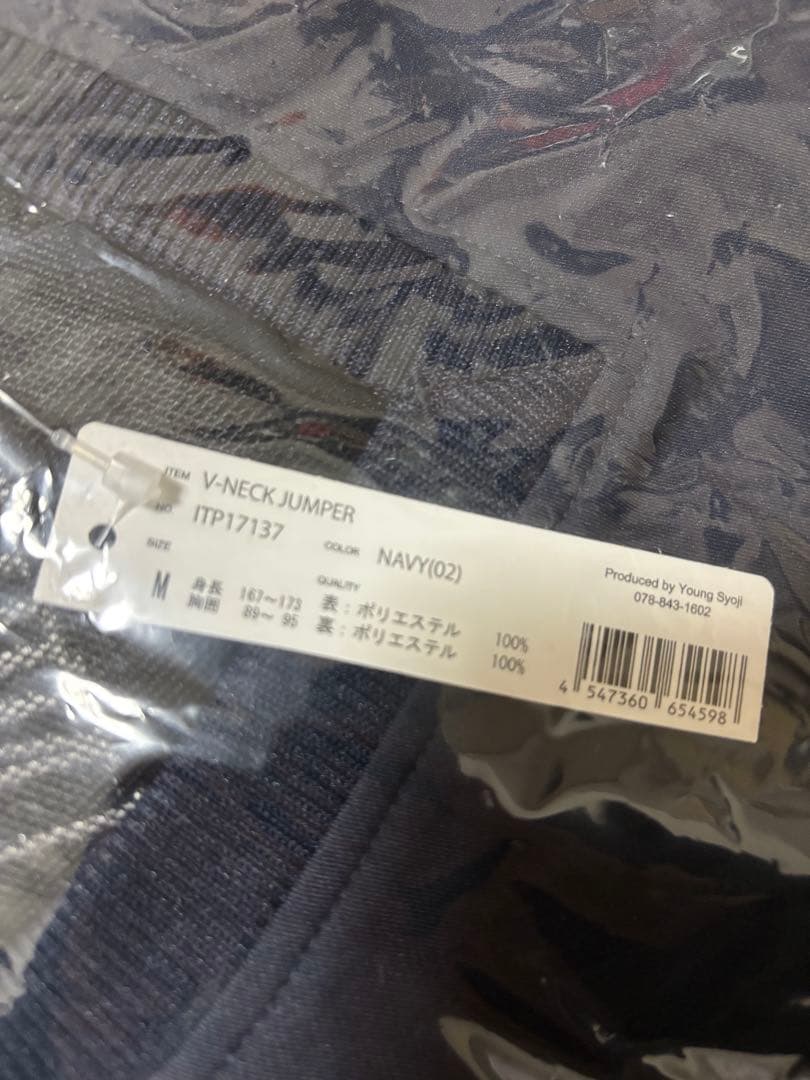 ITEM V-NECK JUMPER
NO. ITP17137
COLOR NAVY(02)
SIZE
M 身長 167～173
胸囲 89～ 95
QUALITY
表：ポリエステル 100%
裏：ポリエステル 100%
Produced by Young Syoji
078-843-1602
4 547360 654598